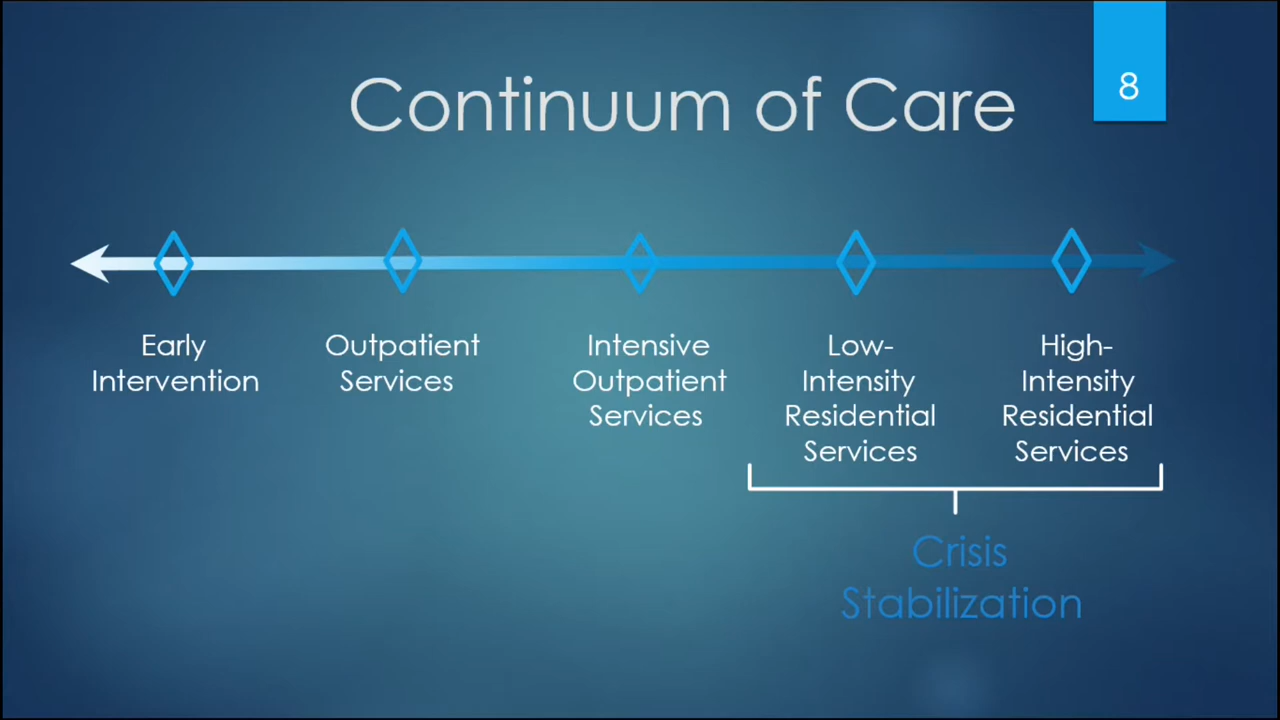 Continuum of Care
8
Early
Intervention
Outpatient
Services
Intensive
Outpatient
Services
Low-
Intensity
Residential
Services
High-
Intensity
Residential
Services
Crisis
Stabilization